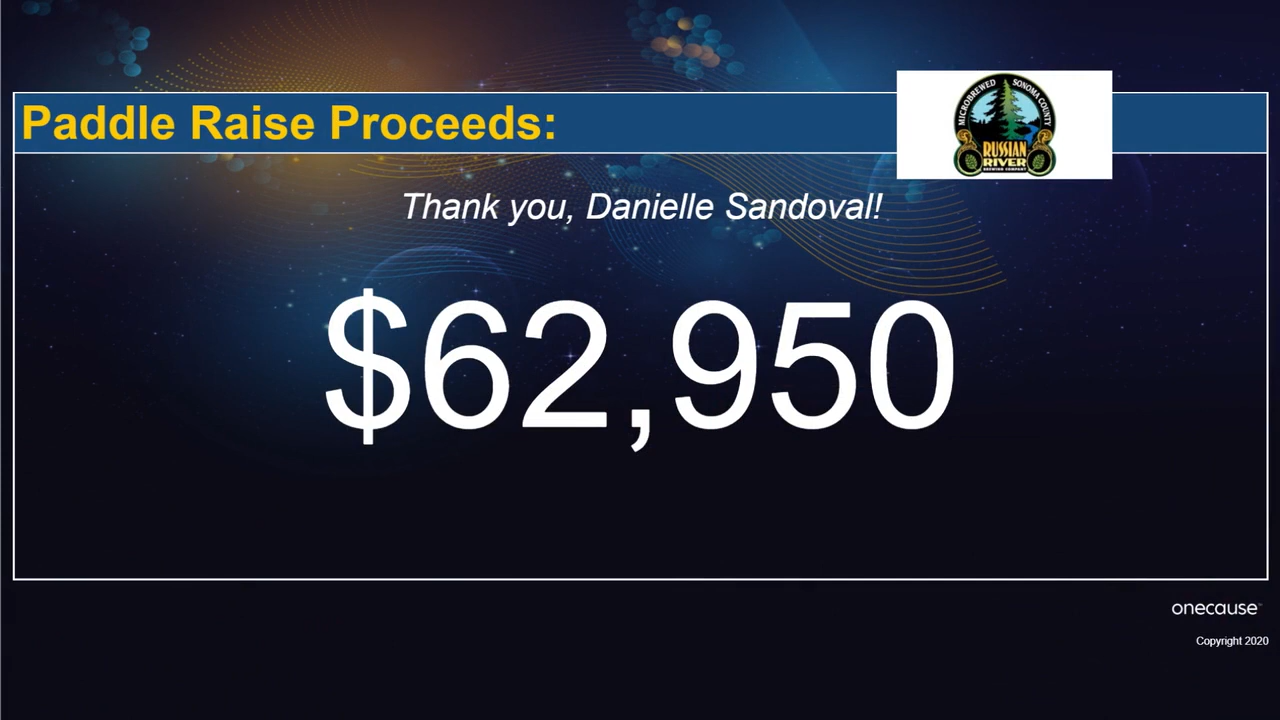 Paddle Raise Proceeds:
MICROBREWED SONOMA COUNTY
RUSSIAN
RIVER
BREWING COMPANY
Thank you, Danielle Sandoval!
$62,950
onecause
Copyright 2020